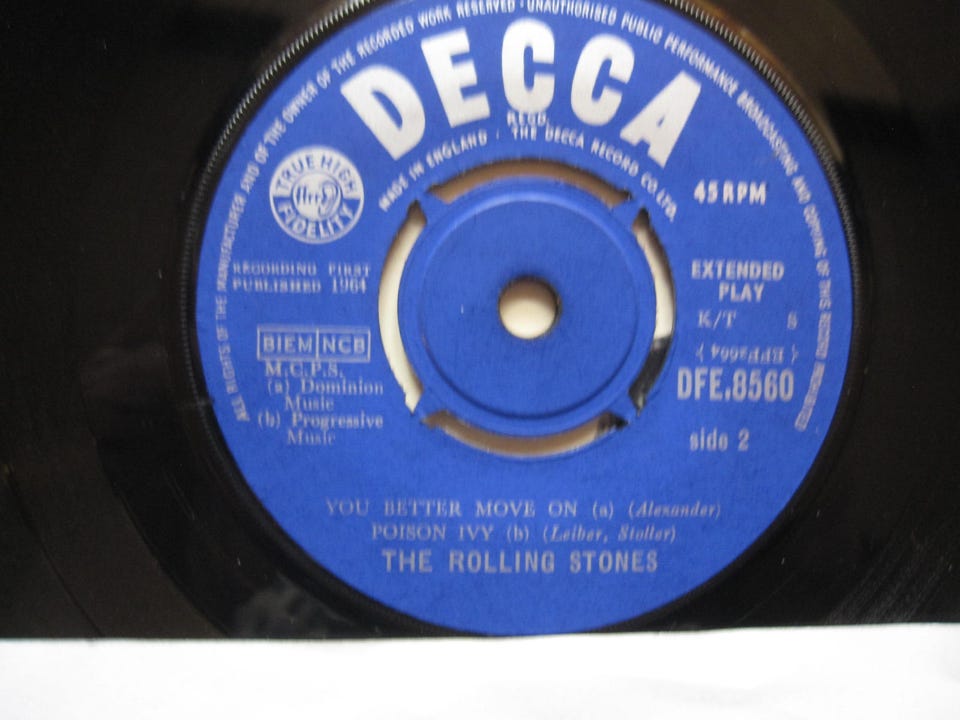 ALL RIGHTS OF THE MANUFACTURER AND OF THE OWNER OF THE RECORDED WORK RESERVED · UNAUTHORISED PUBLIC PERFORMANCE BROADCASTING AND COPYING OF THIS RECORD PROHIBITED
DECCA
REGD.
MADE IN ENGLAND · THE DECCA RECORD CO. LTD.
TRUE HIGH
FIDELITY
ffrr
45 RPM
RECORDING FIRST
PUBLISHED 1964
EXTENDED
PLAY
K/T S
BIEM NCB
DFE.8560
M.C.P.S.
(a) Dominion
Music
(b) Progressive
Music
side 2
YOU BETTER MOVE ON (a) (Alexander)
POISON IVY (b) (Leiber, Stoller)
THE ROLLING STONES